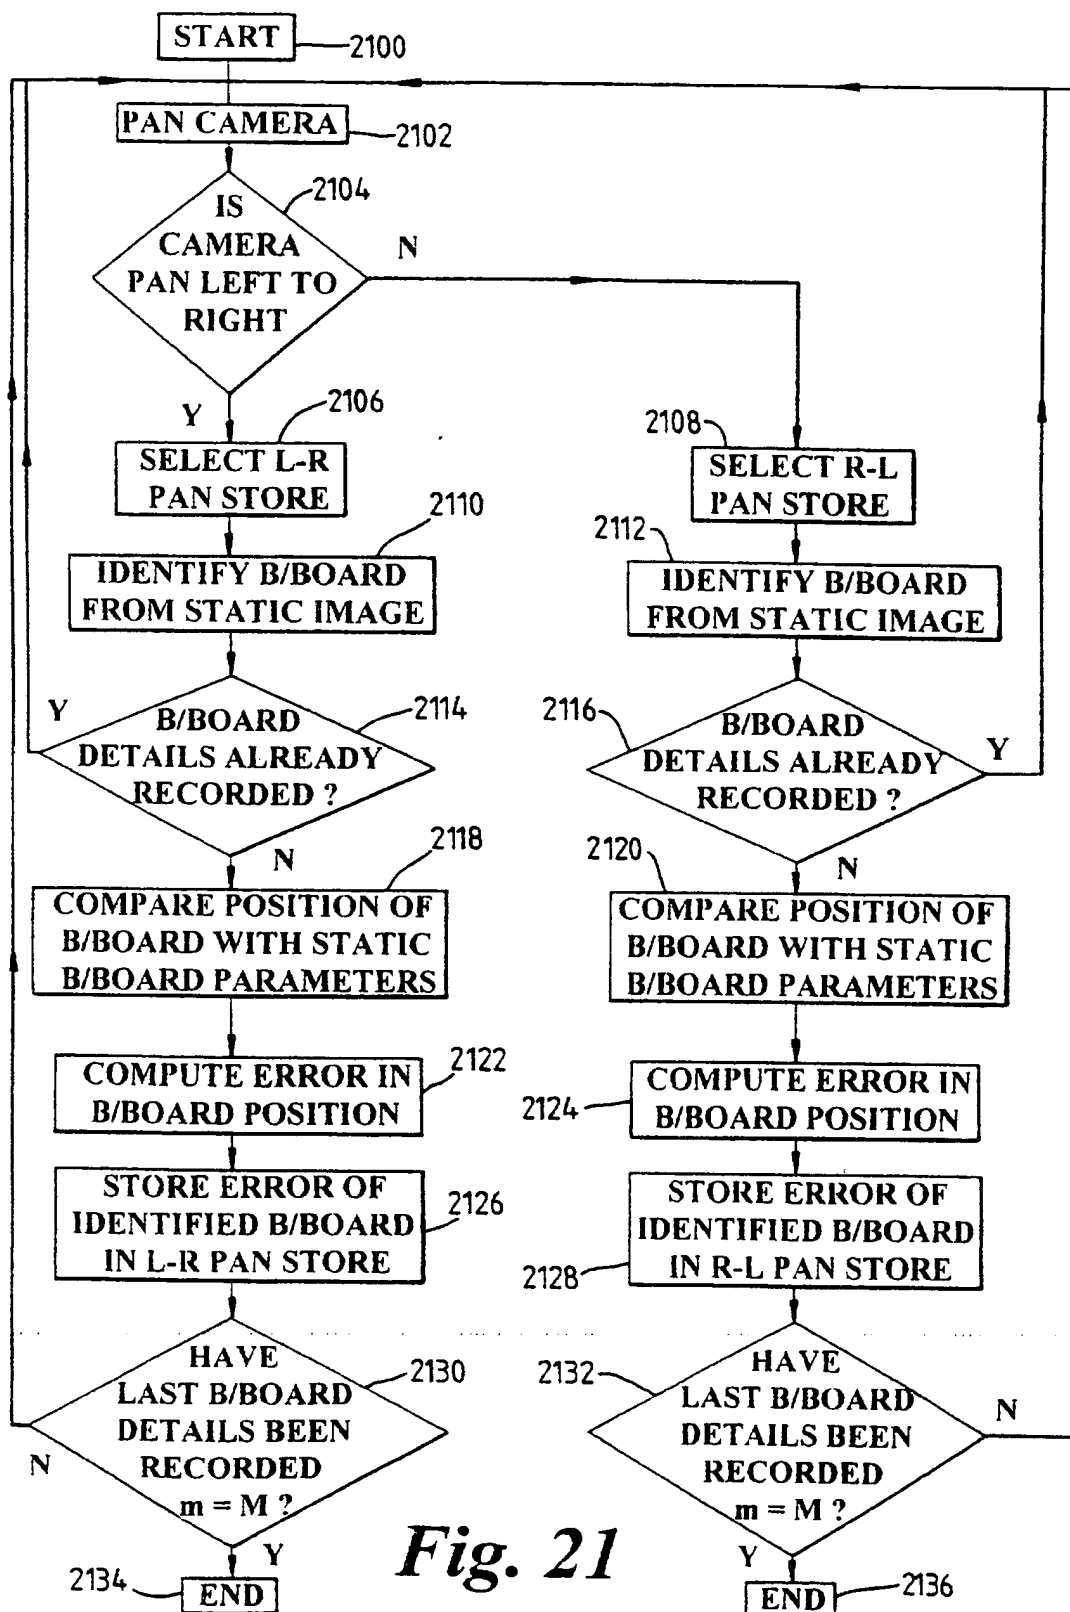 START
2100
PAN CAMERA
2102
2104
IS
CAMERA
PAN LEFT TO
RIGHT
N
Y
2106
SELECT L-R
PAN STORE
2108
SELECT R-L
PAN STORE
2110
IDENTIFY B/BOARD
FROM STATIC IMAGE
2112
IDENTIFY B/BOARD
FROM STATIC IMAGE
Y
B/BOARD
DETAILS ALREADY
RECORDED ?
2114
N
2116
B/BOARD
DETAILS ALREADY
RECORDED ?
Y
N
2118
COMPARE POSITION OF
B/BOARD WITH STATIC
B/BOARD PARAMETERS
2120
COMPARE POSITION OF
B/BOARD WITH STATIC
B/BOARD PARAMETERS
COMPUTE ERROR IN
B/BOARD POSITION
2122
2124
COMPUTE ERROR IN
B/BOARD POSITION
STORE ERROR OF
IDENTIFIED B/BOARD
IN L-R PAN STORE
2126
STORE ERROR OF
IDENTIFIED B/BOARD
IN R-L PAN STORE
2128
HAVE
LAST B/BOARD
DETAILS BEEN
RECORDED
m = M ?
2130
N
Y
2132
HAVE
LAST B/BOARD
DETAILS BEEN
RECORDED
m = M ?
N
Y
2134
END
Fig. 21
END
2136